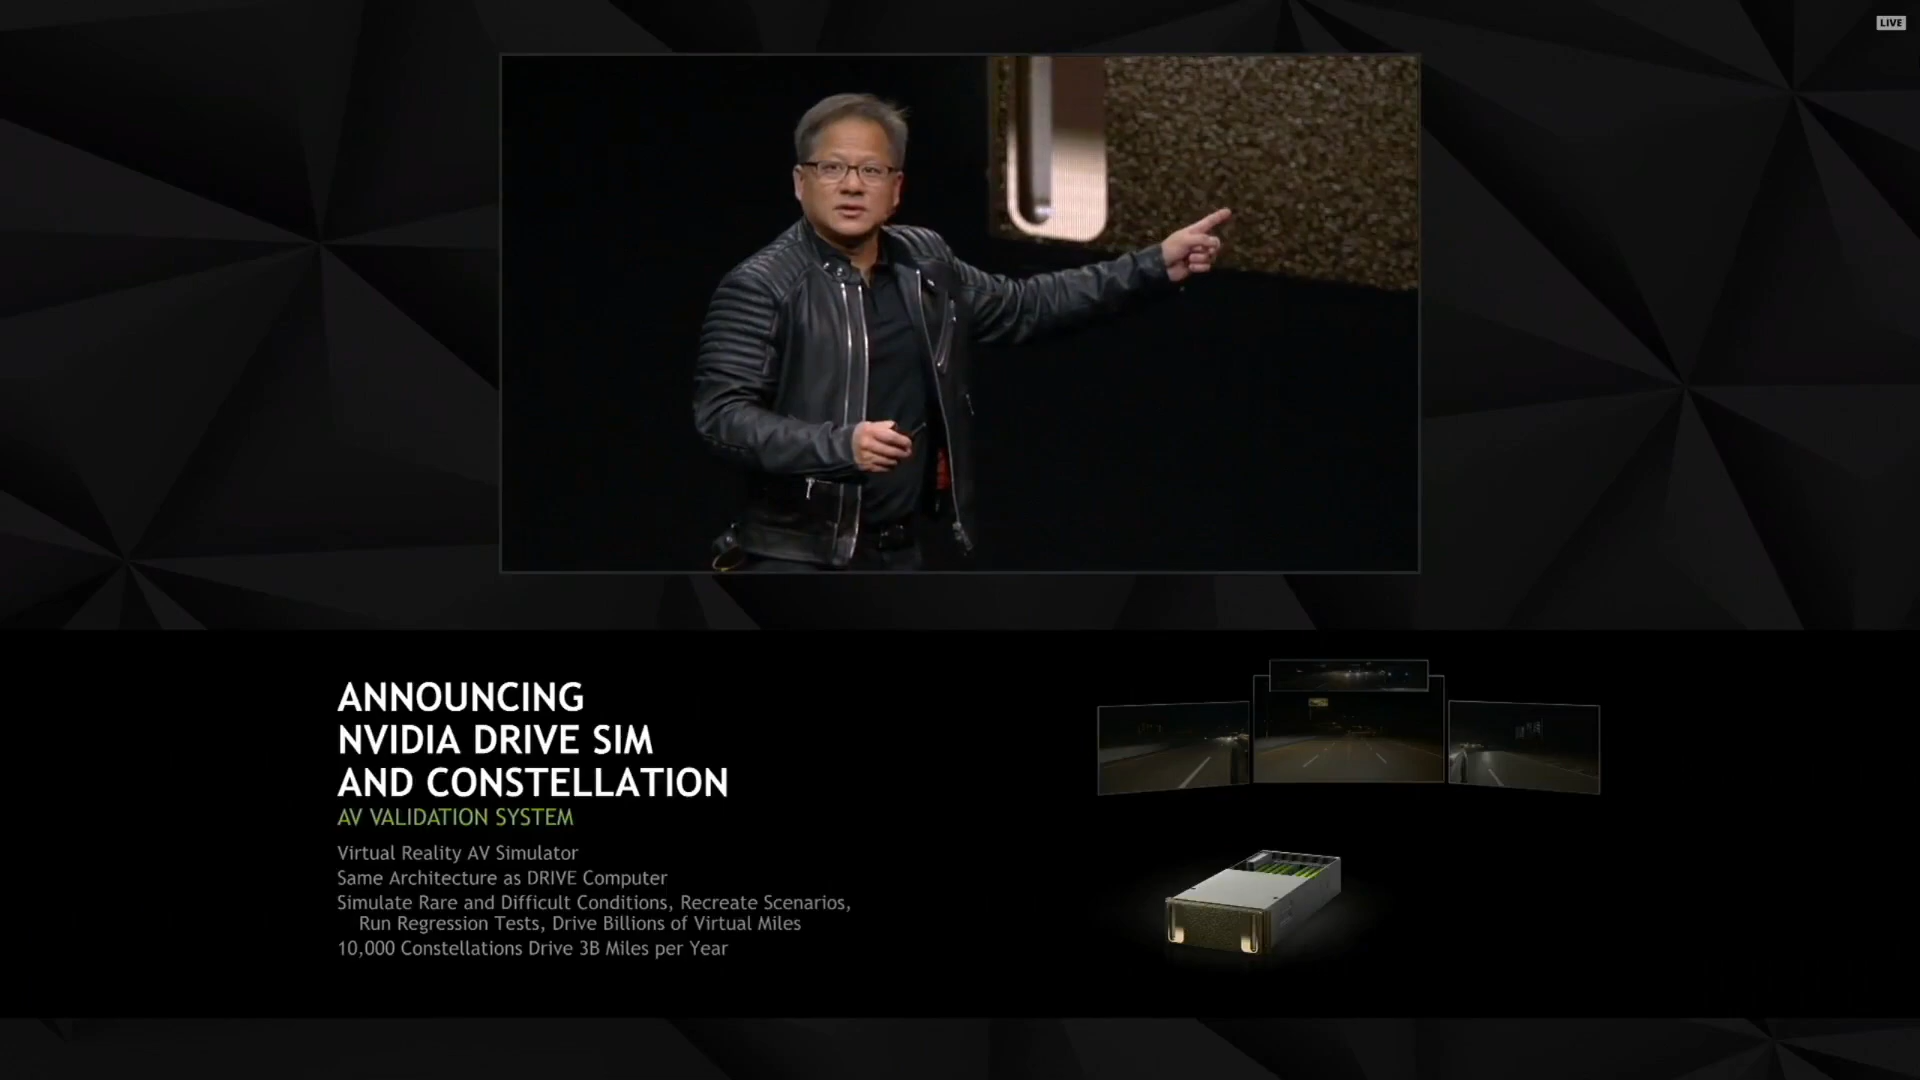 LIVE
ANNOUNCING
NVIDIA DRIVE SIM
AND CONSTELLATION
AV VALIDATION SYSTEM
Virtual Reality AV Simulator
Same Architecture as DRIVE Computer
Simulate Rare and Difficult Conditions, Recreate Scenarios,
Run Regression Tests, Drive Billions of Virtual Miles
10,000 Constellations Drive 3B Miles per Year